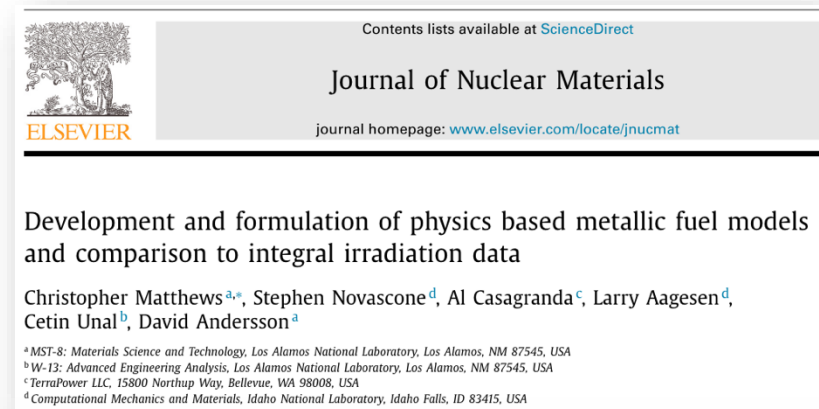 Contents lists available at ScienceDirect
Journal of Nuclear Materials
journal homepage: www.elsevier.com/locate/jnucmat
ELSEVIER
Development and formulation of physics based metallic fuel models
and comparison to integral irradiation data
Christopher Matthews a,*, Stephen Novascone d, Al Casagranda c, Larry Aagesen d,
Cetin Unal b, David Andersson a
a MST-8: Materials Science and Technology, Los Alamos National Laboratory, Los Alamos, NM 87545, USA
b W-13: Advanced Engineering Analysis, Los Alamos National Laboratory, Los Alamos, NM 87545, USA
c TerraPower LLC, 15800 Northup Way, Bellevue, WA 98008, USA
d Computational Mechanics and Materials, Idaho National Laboratory, Idaho Falls, ID 83415, USA